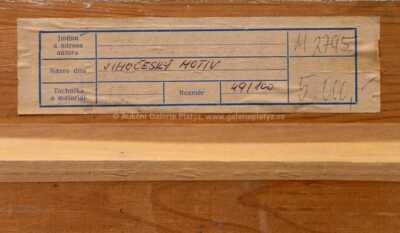 Jméno
a adresa
autora
M 2795
Název díla
JIHOČESKÝ MOTIV
Technika
a materiál
Rozměr
49/100
5.000,
© Aukční Galerie Platýz, www.galerieplatyz.cz